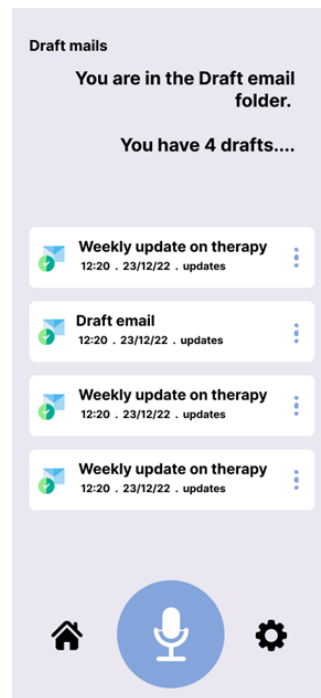 Draft mails
You are in the Draft email
folder.
You have 4 drafts....
Weekly update on therapy
12:20 . 23/12/22 . updates
Draft email
12:20 . 23/12/22 . updates
Weekly update on therapy
12:20 . 23/12/22 . updates
Weekly update on therapy
12:20 . 23/12/22 . updates